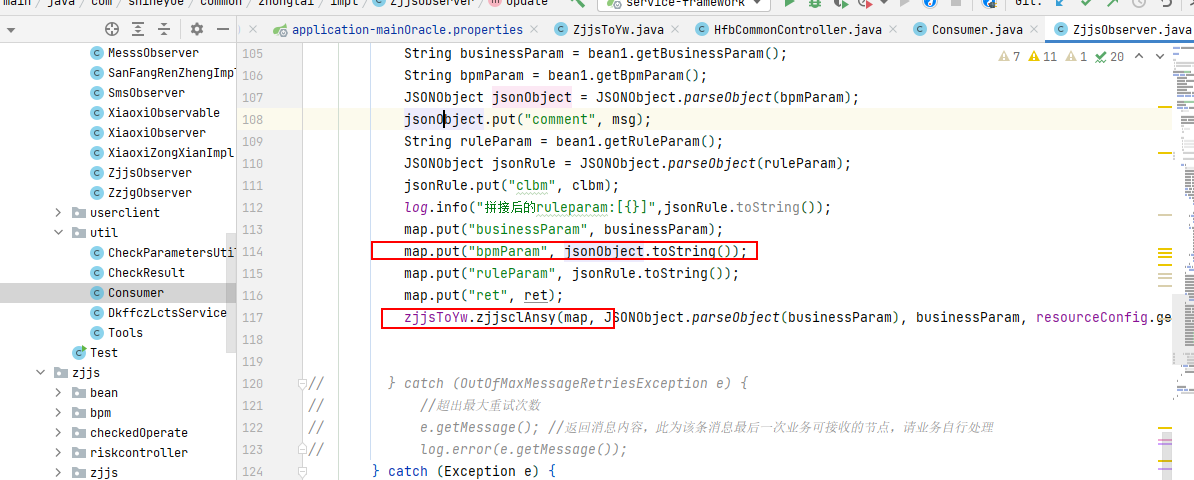 main java com shineyoe common zhongtai impl ZjjsObserver update service-framework Git:
application-mainOracle.properties ZjjsToYw.java HfbCommonController.java Consumer.java ZjjsObserver.java
MesssObserver
SanFangRenZhengImpl
SmsObserver
XiaoxiObservable
XiaoxiObserver
XiaoxiZongXianImpl
ZjjsObserver
ZzjgObserver
userclient
util
CheckParametersUtil
CheckResult
Consumer
DkffczLctsService
Tools
Test
zjjs
bean
bpm
checkedOperate
riskcontroller
zjjs
7 11 1 20
105 String businessParam = bean1.getBusinessParam();
106 String bpmParam = bean1.getBpmParam();
107 JSONObject jsonObject = JSONObject.parseObject(bpmParam);
108 jsonObject.put("comment", msg);
109 String ruleParam = bean1.getRuleParam();
110 JSONObject jsonRule = JSONObject.parseObject(ruleParam);
111 jsonRule.put("clbm", clbm);
112 log.info("拼接后的ruleparam:[{}]",jsonRule.toString());
113 map.put("businessParam", businessParam);
114 map.put("bpmParam", jsonObject.toString());
115 map.put("ruleParam", jsonRule.toString());
116 map.put("ret", ret);
117 zjjsToYw.zjjsclAnsy(map, JSONObject.parseObject(businessParam), businessParam, resourceConfig.ge
118
119
120 // } catch (OutOfMaxMessageRetriesException e) {
121 // //超出最大重试次数
122 // e.getMessage(); //返回消息内容，此为该条消息最后一次业务可接收的节点，请业务自行处理
123 // log.error(e.getMessage());
124 } catch (Exception e) {